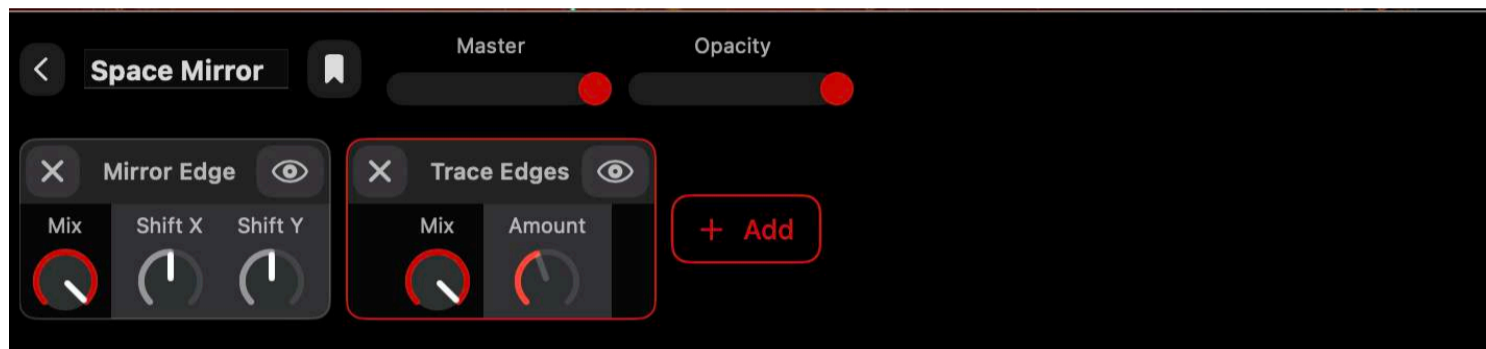 Space Mirror
Master
Opacity
Mirror Edge
Mix
Shift X
Shift Y
Trace Edges
Mix
Amount
+ Add